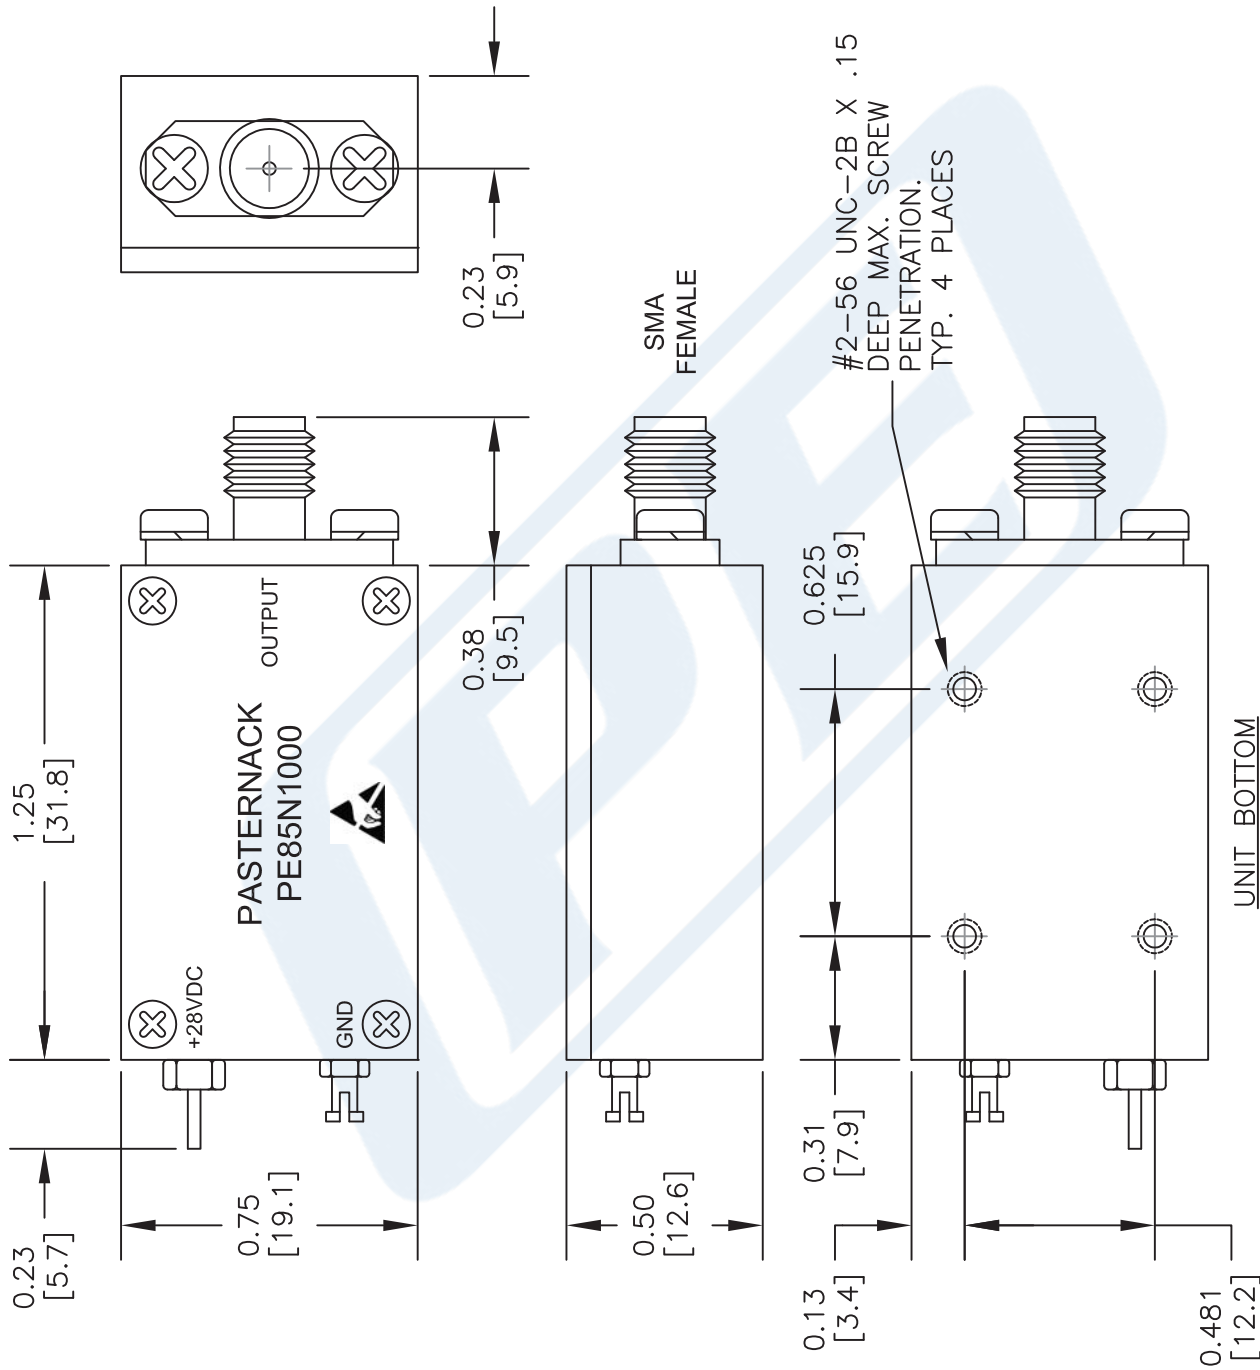 0.23
[5.7]
1.25
[31.8]
+28VDC
GND
PASTERNACK
PE85N1000
OUTPUT
0.75
[19.1]
0.38
[9.5]
0.23
[5.9]
0.50
[12.6]
SMA
FEMALE
0.13
[3.4]
0.31
[7.9]
0.625
[15.9]
#2-56 UNC-2B X .15
DEEP MAX. SCREW
PENETRATION.
TYP. 4 PLACES
0.481
[12.2]
UNIT BOTTOM
PE